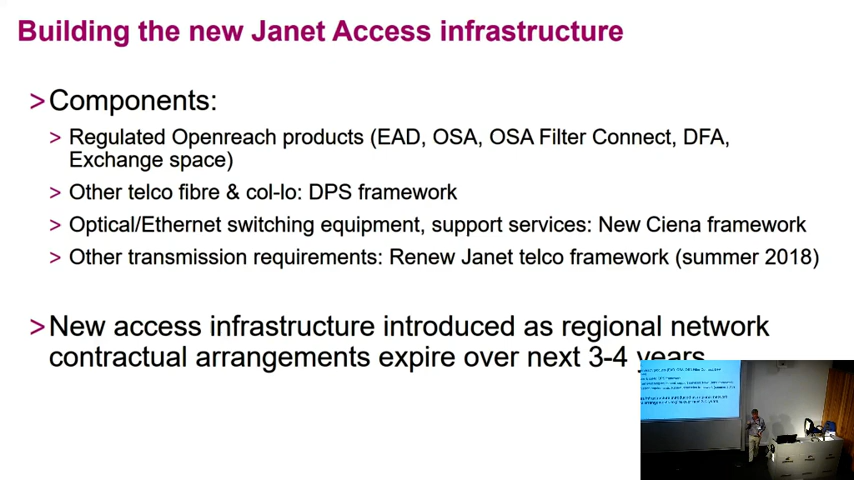 Building the new Janet Access infrastructure
>Components:
> Regulated Openreach products (EAD, OSA, OSA Filter Connect, DFA,
Exchange space)
> Other telco fibre & col-lo: DPS framework
> Optical/Ethernet switching equipment, support services: New Ciena framework
> Other transmission requirements: Renew Janet telco framework (summer 2018)
>New access infrastructure introduced as regional network
contractual arrangements expire over next 3-4 years